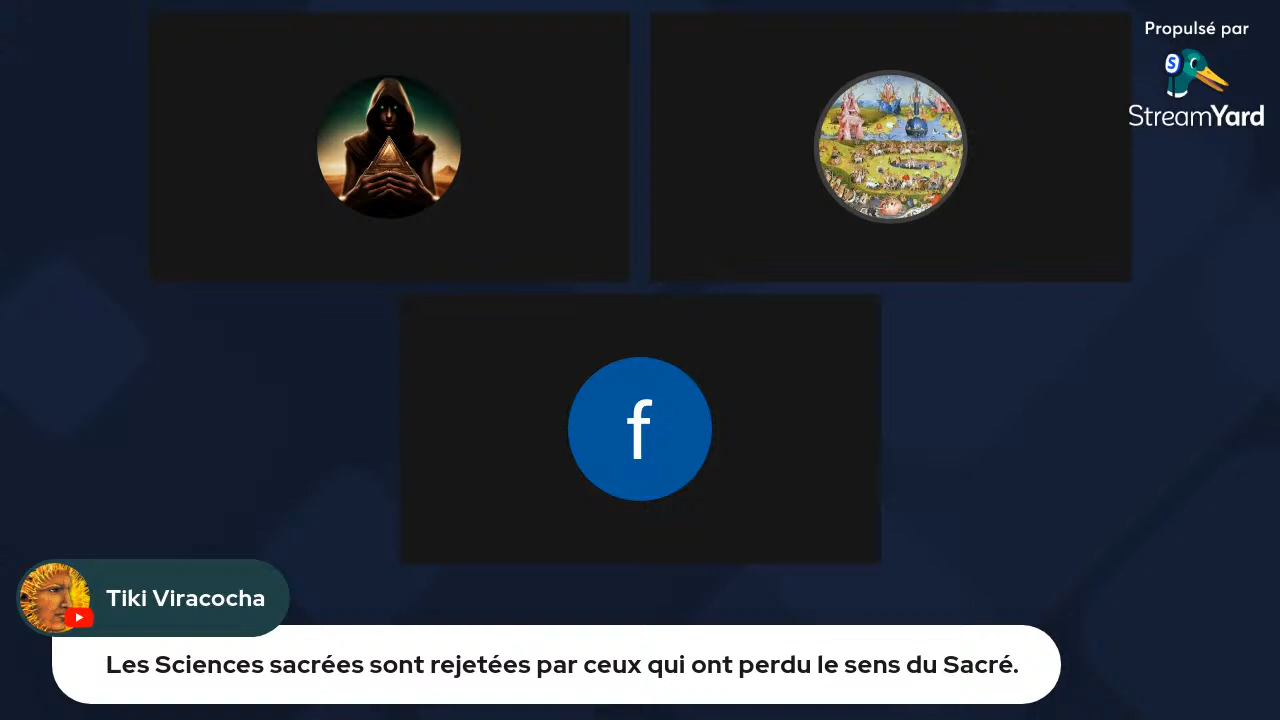 Propulsé par
S
StreamYard
f
Tiki Viracocha
Les Sciences sacrées sont rejetées par ceux qui ont perdu le sens du Sacré.